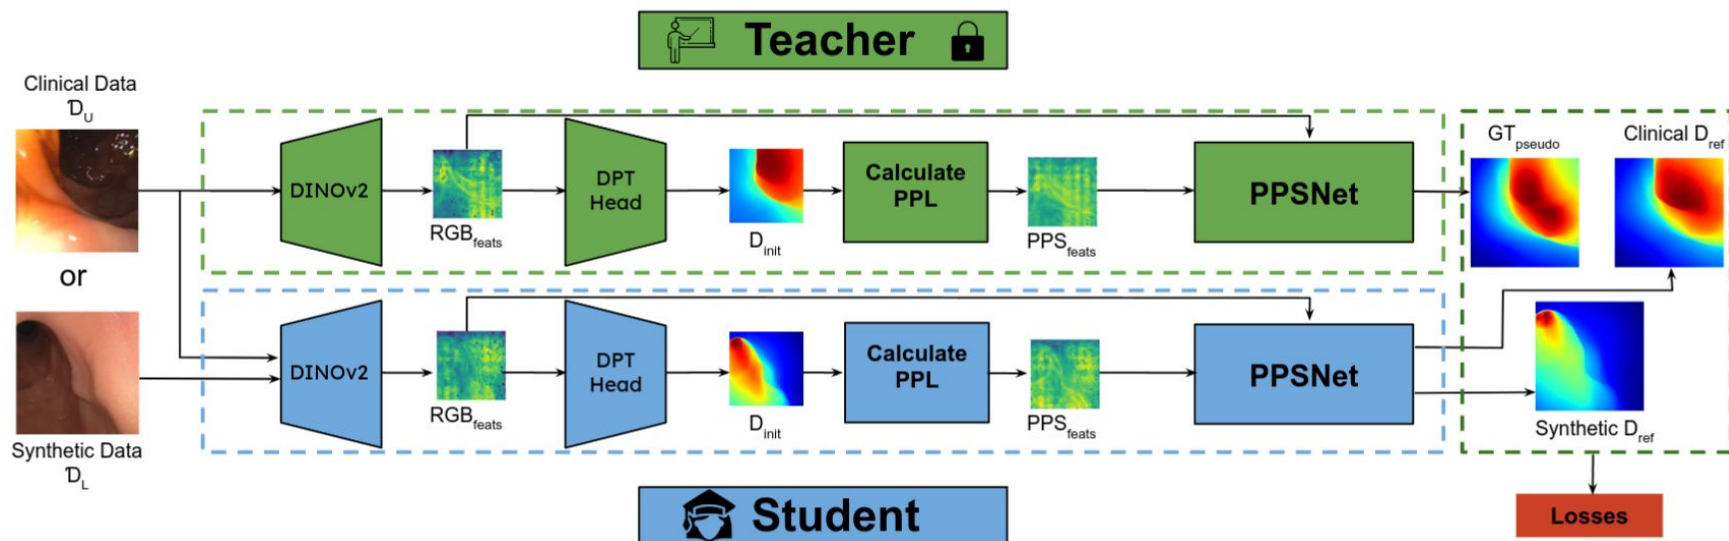 Teacher
Clinical Data
D_U
or
Synthetic Data
D_L
DINOv2
RGB_feats
DPT
Head
D_init
Calculate
PPL
PPS_feats
PPSNet
DINOv2
RGB_feats
DPT
Head
D_init
Calculate
PPL
PPS_feats
PPSNet
GT_pseudo
Clinical D_ref
Synthetic D_ref
Losses
Student